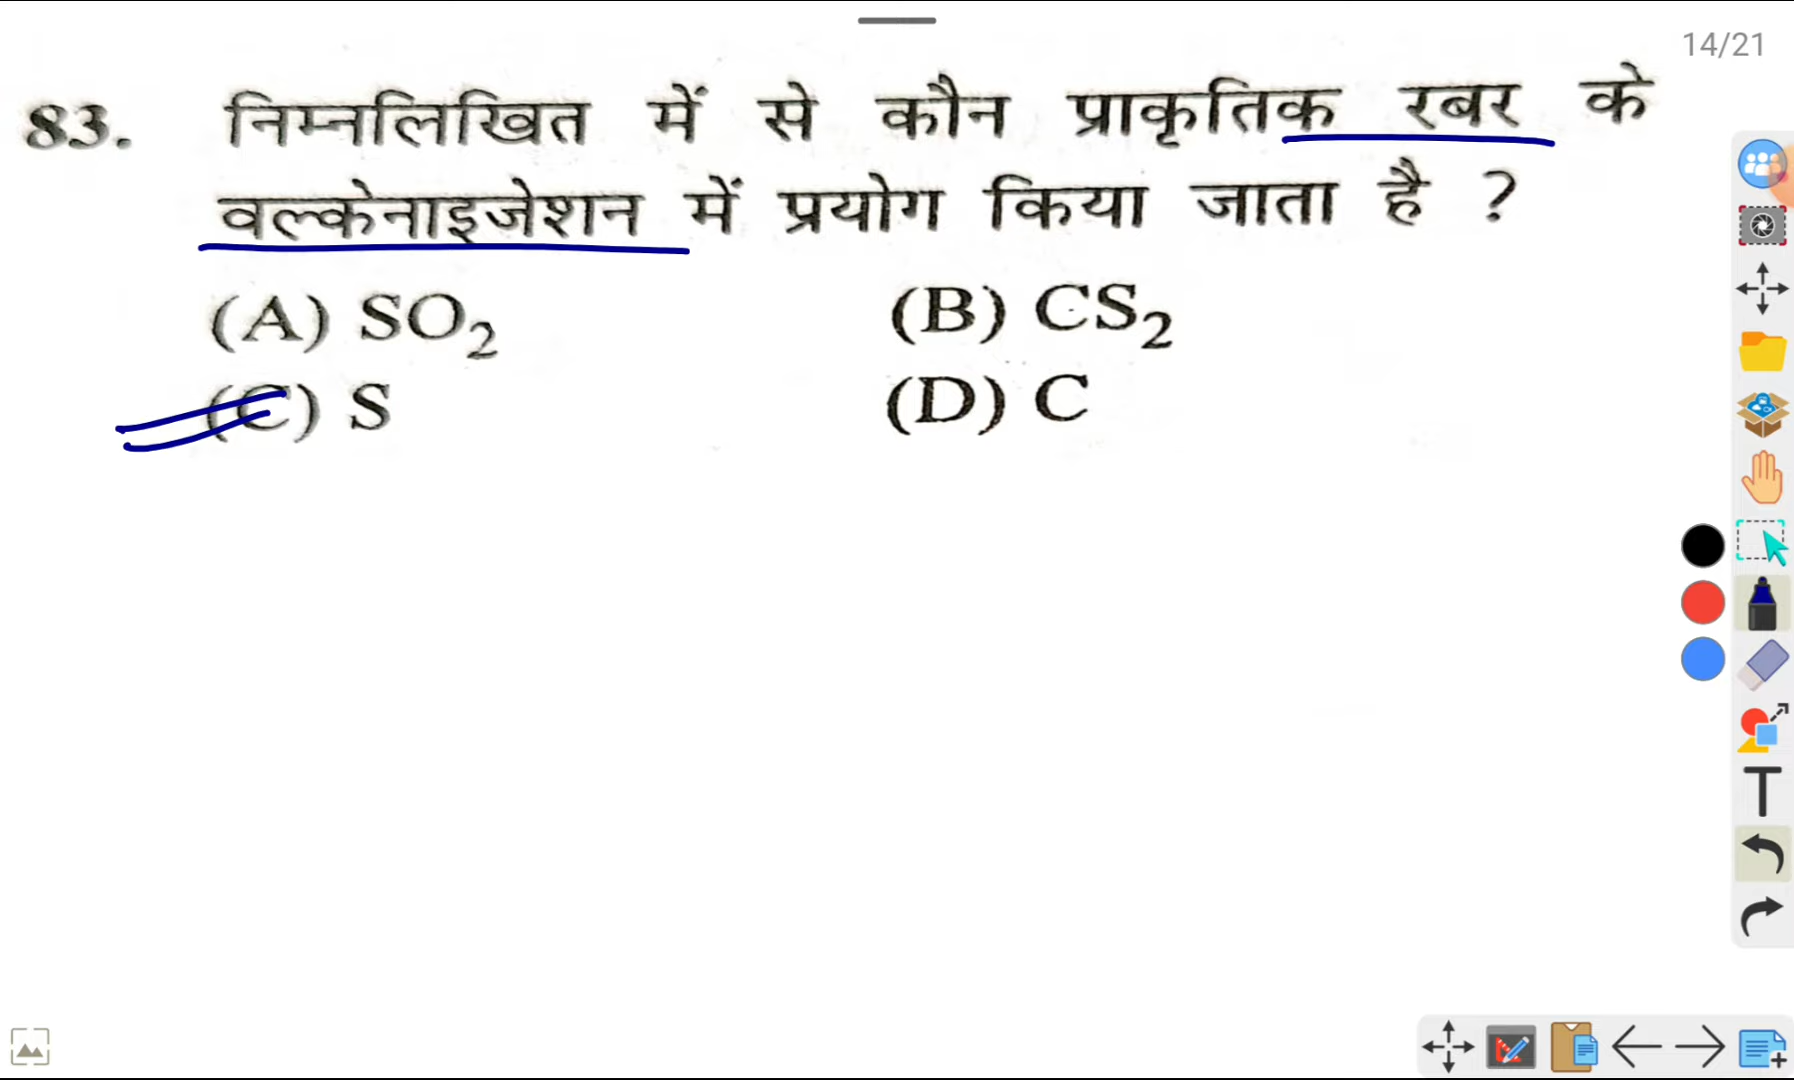 14/21
83. निम्नलिखित में से कौन प्राकृतिक रबर के
वल्केनाइजेशन में प्रयोग किया जाता है ?
(A) SO₂ (B) CS₂
(C) S (D) C
T